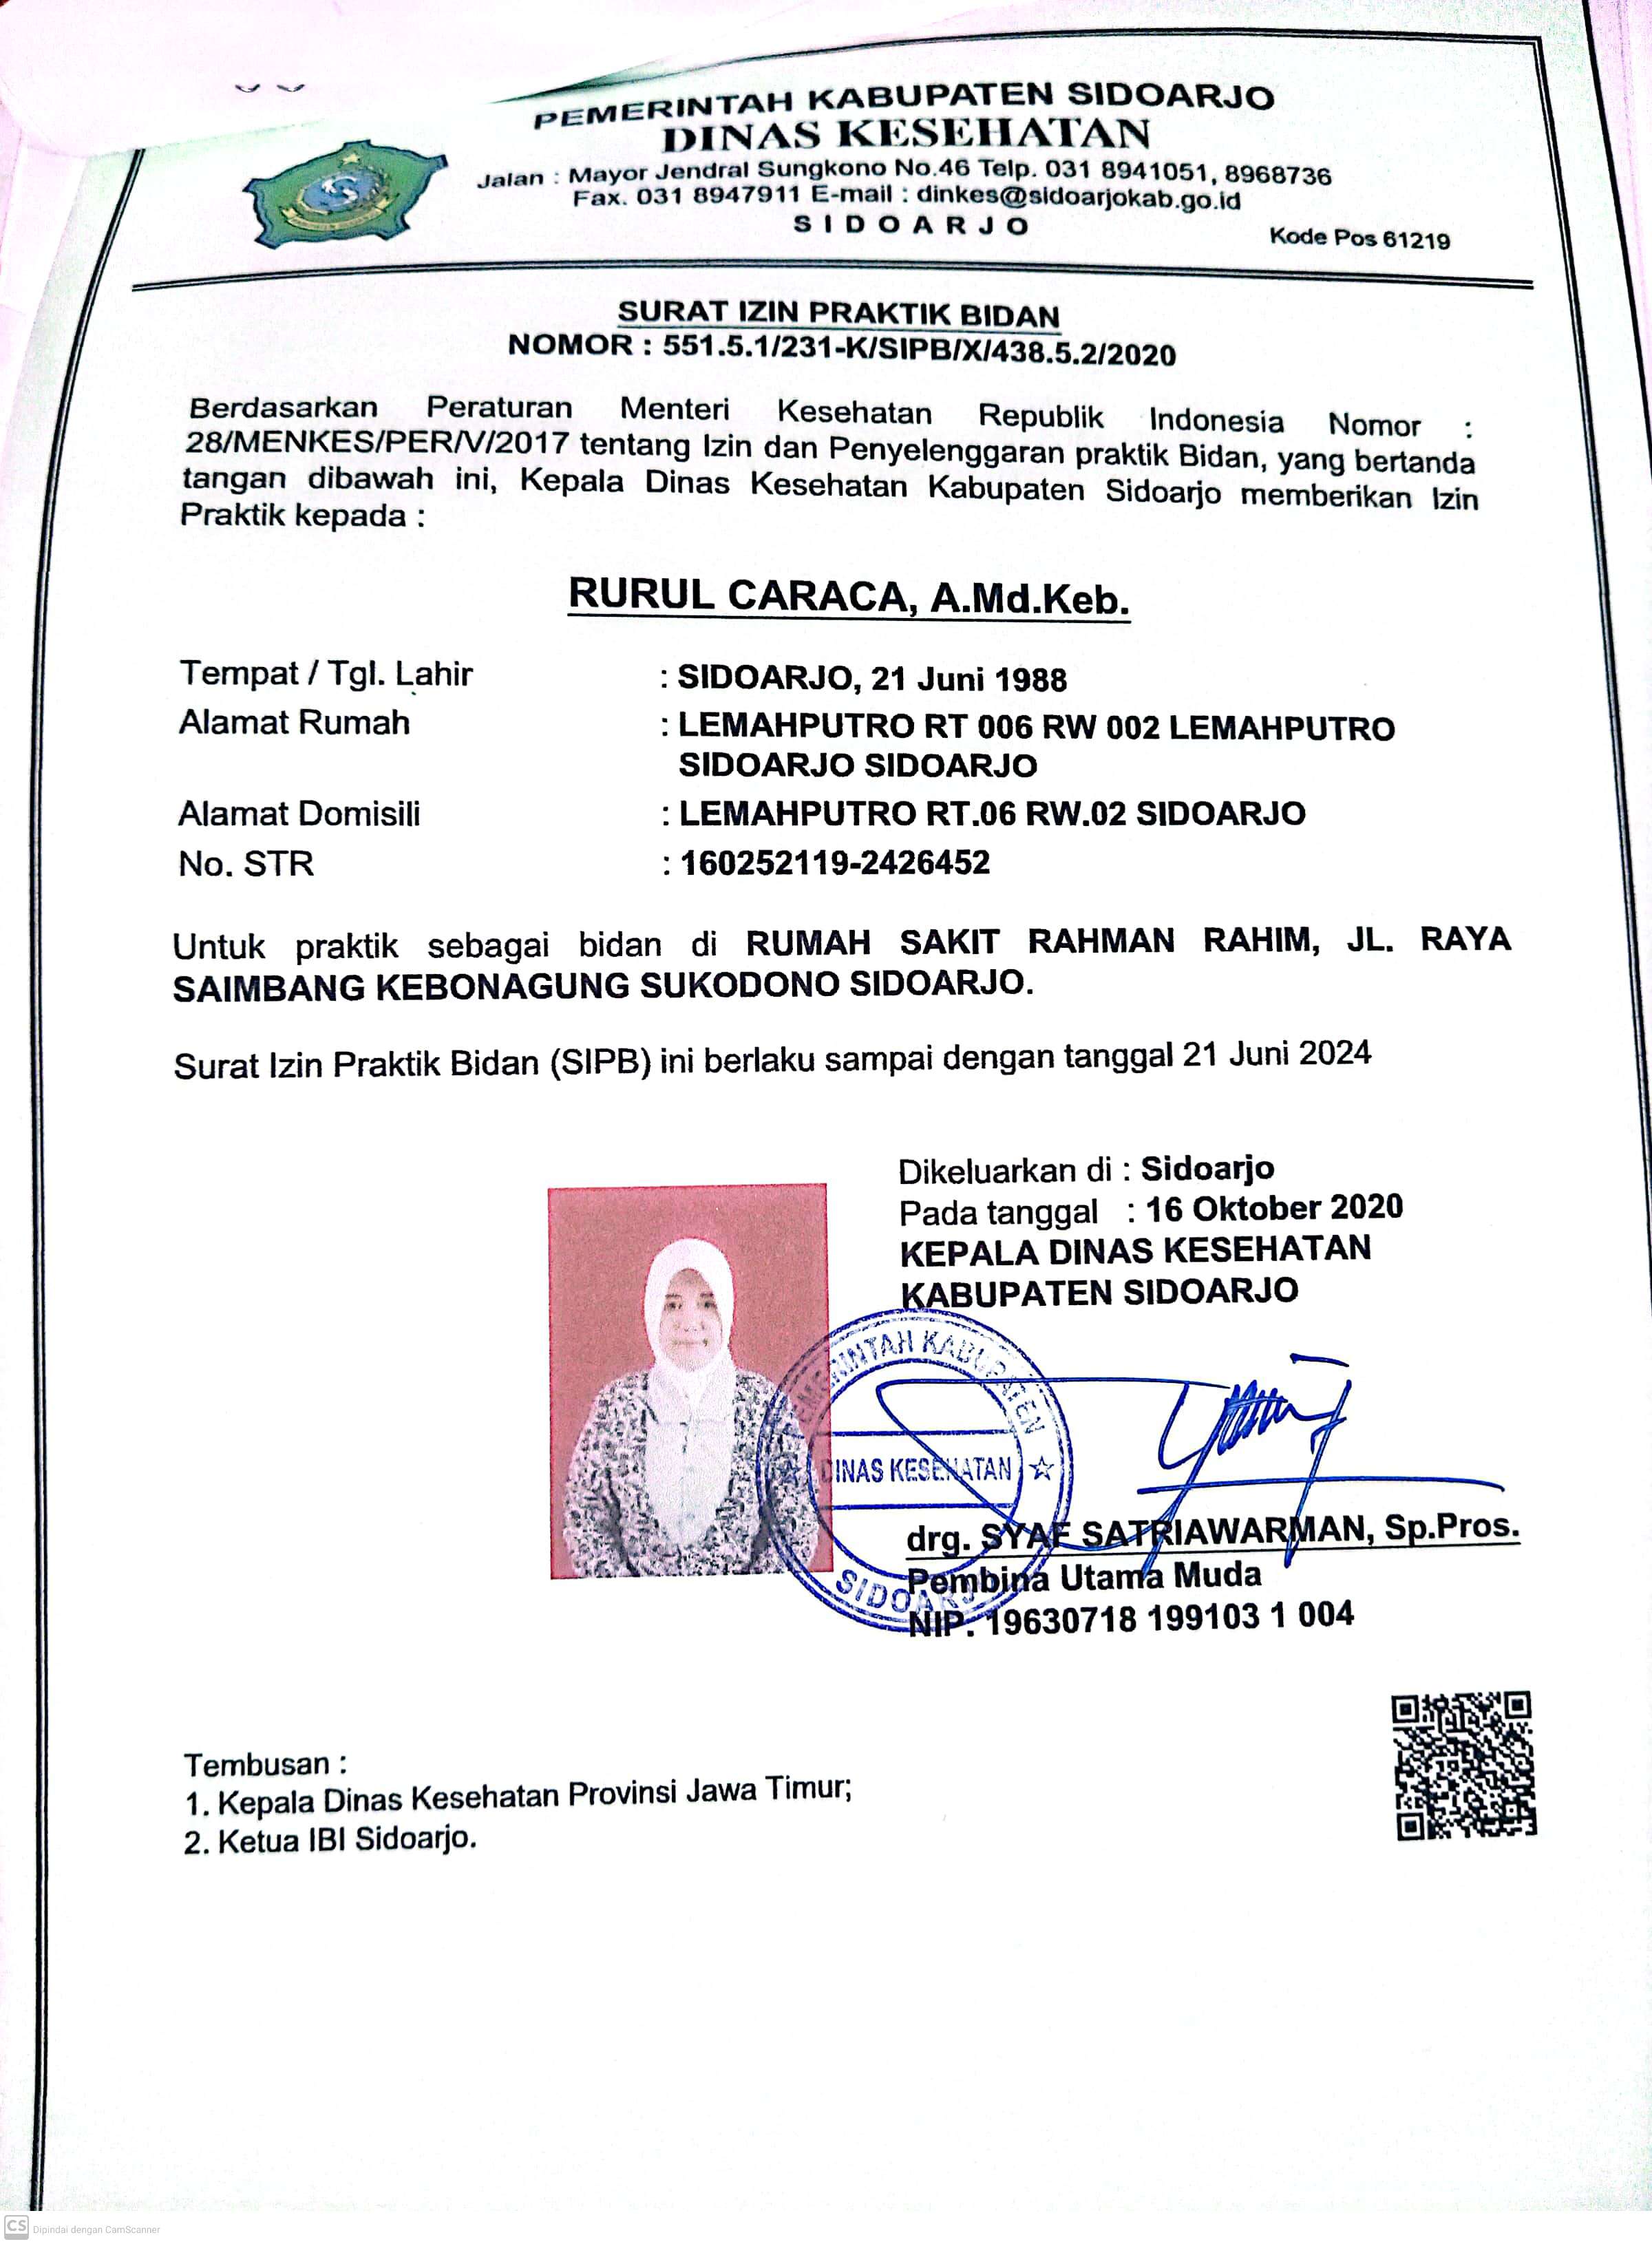 PEMERINTAH KABUPATEN SIDOARJO
DINAS KESEHATAN
Jalan : Mayor Jendral Sungkono No.46 Telp. 031 8941051, 8968736
Fax. 031 8947911 E-mail : dinkes@sidoarjokab.go.id
SIDOARJO
Kode Pos 61219
SURAT IZIN PRAKTIK BIDAN
NOMOR : 551.5.1/231-K/SIPB/X/438.5.2/2020
Berdasarkan Peraturan Menteri Kesehatan Republik Indonesia Nomor :
28/MENKES/PER/V/2017 tentang Izin dan Penyelenggaran praktik Bidan, yang bertanda
tangan dibawah ini, Kepala Dinas Kesehatan Kabupaten Sidoarjo memberikan Izin
Praktik kepada :
RURUL CARACA, A.Md.Keb.
Tempat / Tgl. Lahir : SIDOARJO, 21 Juni 1988
Alamat Rumah : LEMAHPUTRO RT 006 RW 002 LEMAHPUTRO
SIDOARJO SIDOARJO
Alamat Domisili : LEMAHPUTRO RT.06 RW.02 SIDOARJO
No. STR : 160252119-2426452
Untuk praktik sebagai bidan di RUMAH SAKIT RAHMAN RAHIM, JL. RAYA
SAIMBANG KEBONAGUNG SUKODONO SIDOARJO.
Surat Izin Praktik Bidan (SIPB) ini berlaku sampai dengan tanggal 21 Juni 2024
Dikeluarkan di : Sidoarjo
Pada tanggal : 16 Oktober 2020
KEPALA DINAS KESEHATAN
KABUPATEN SIDOARJO
PEMERINTAH KABUPATEN
DINAS KESEHATAN
SIDOARJO
drg. SYAF SATRIAWARMAN, Sp.Pros.
Pembina Utama Muda
NIP. 19630718 199103 1 004
Tembusan :
1. Kepala Dinas Kesehatan Provinsi Jawa Timur;
2. Ketua IBI Sidoarjo.
CS Dipindai dengan CamScanner